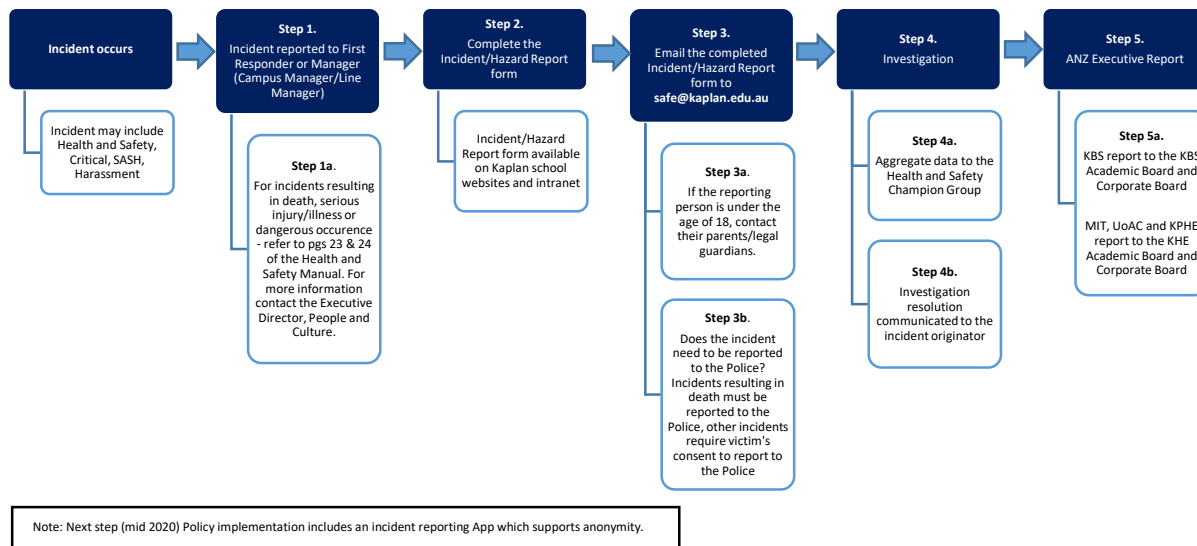 Incident occurs
Incident may include
Health and Safety,
Critical, SASH,
Harassment
Step 1.
Incident reported to First
Responder or Manager
(Campus Manager/Line
Manager)
Step 1a.
For incidents resulting
in death, serious
injury/illness or
dangerous occurence
- refer to pgs 23 & 24
of the Health and
Safety Manual. For
more information
contact the Executive
Director, People and
Culture.
Step 2.
Complete the
Incident/Hazard Report
form
Incident/Hazard
Report form available
on Kaplan school
websites and intranet
Step 3.
Email the completed
Incident/Hazard Report
form to
safe@kaplan.edu.au
Step 3a.
If the reporting
person is under the
age of 18, contact
their parents/legal
guardians.
Step 3b.
Does the incident
need to be reported
to the Police?
Incidents resulting in
death must be
reported to the
Police, other incidents
require victim's
consent to report to
the Police
Step 4.
Investigation
Step 4a.
Aggregate data to the
Health and Safety
Champion Group
Step 4b.
Investigation
resolution
communicated to the
incident originator
Step 5.
ANZ Executive Report
Step 5a.
KBS report to the KBS
Academic Board and
Corporate Board
MIT, UoAC and KPHE
report to the KHE
Academic Board and
Corporate Board
Note: Next step (mid 2020) Policy implementation includes an incident reporting App which supports anonymity.